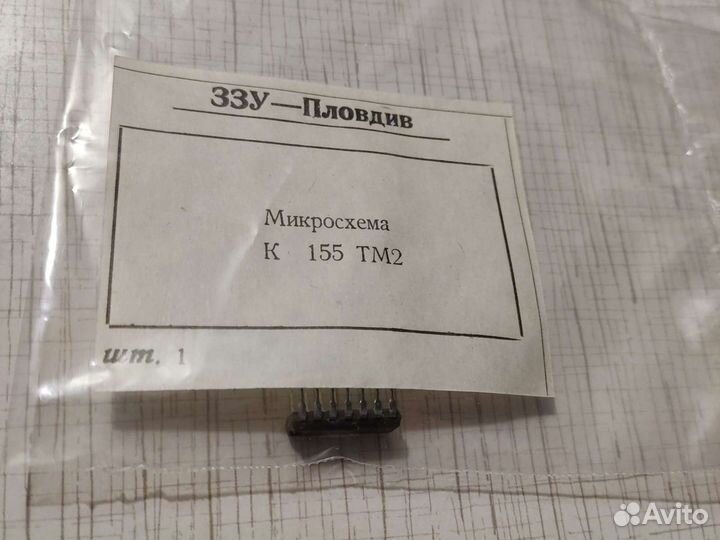 ЗЗУ—Пловдив
Микросхема
К 155 ТМ2
шт. 1
Avito